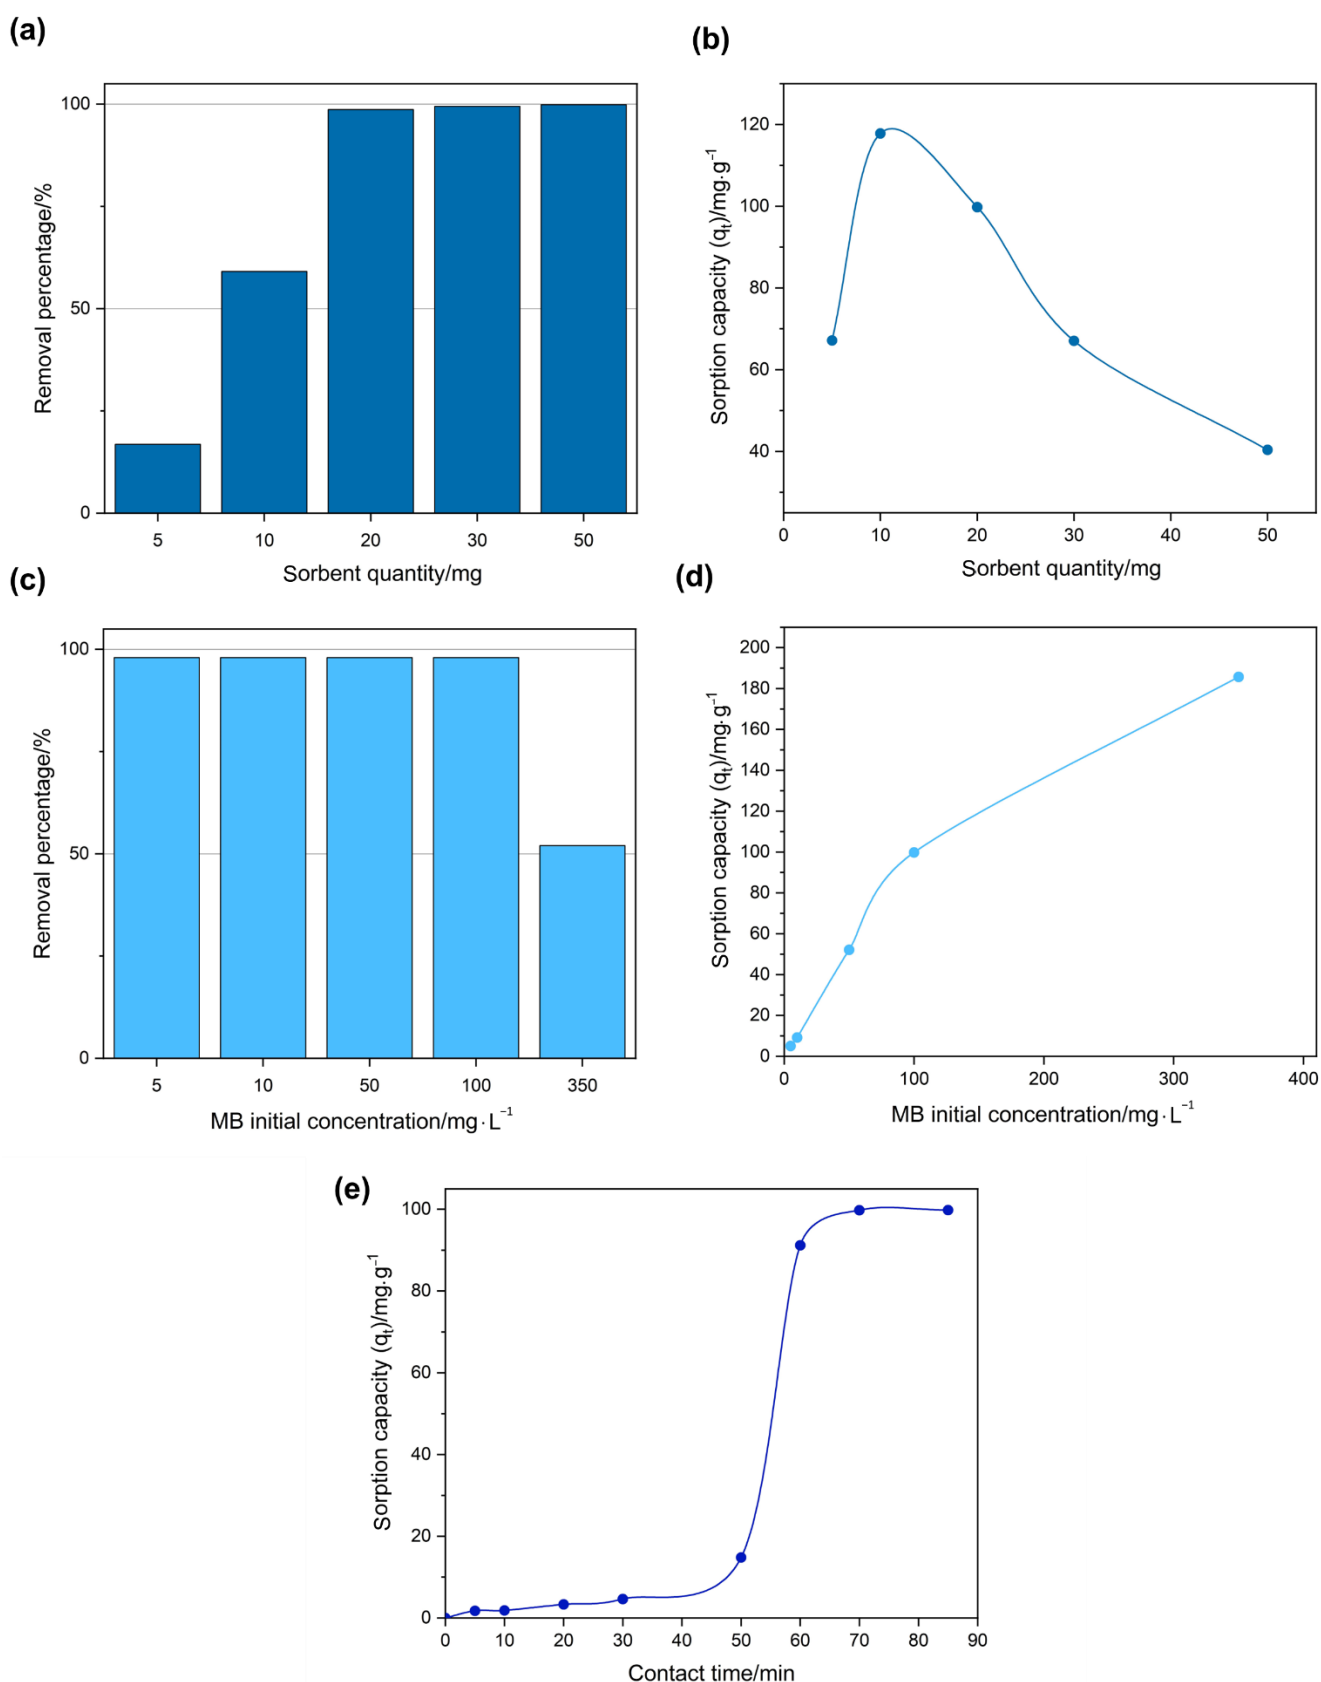 (a)
Removal percentage/%
100
50
0
5 10 20 30 50
Sorbent quantity/mg
(b)
Sorption capacity (qt)/mg·g⁻¹
120
100
80
60
40
0 10 20 30 40 50
Sorbent quantity/mg
(c)
Removal percentage/%
100
50
0
5 10 50 100 350
MB initial concentration/mg·L⁻¹
(d)
Sorption capacity (qt)/mg·g⁻¹
200
180
160
140
120
100
80
60
40
20
0
0 100 200 300 400
MB initial concentration/mg·L⁻¹
(e)
Sorption capacity (qt)/mg·g⁻¹
100
80
60
40
20
0
0 10 20 30 40 50 60 70 80 90
Contact time/min